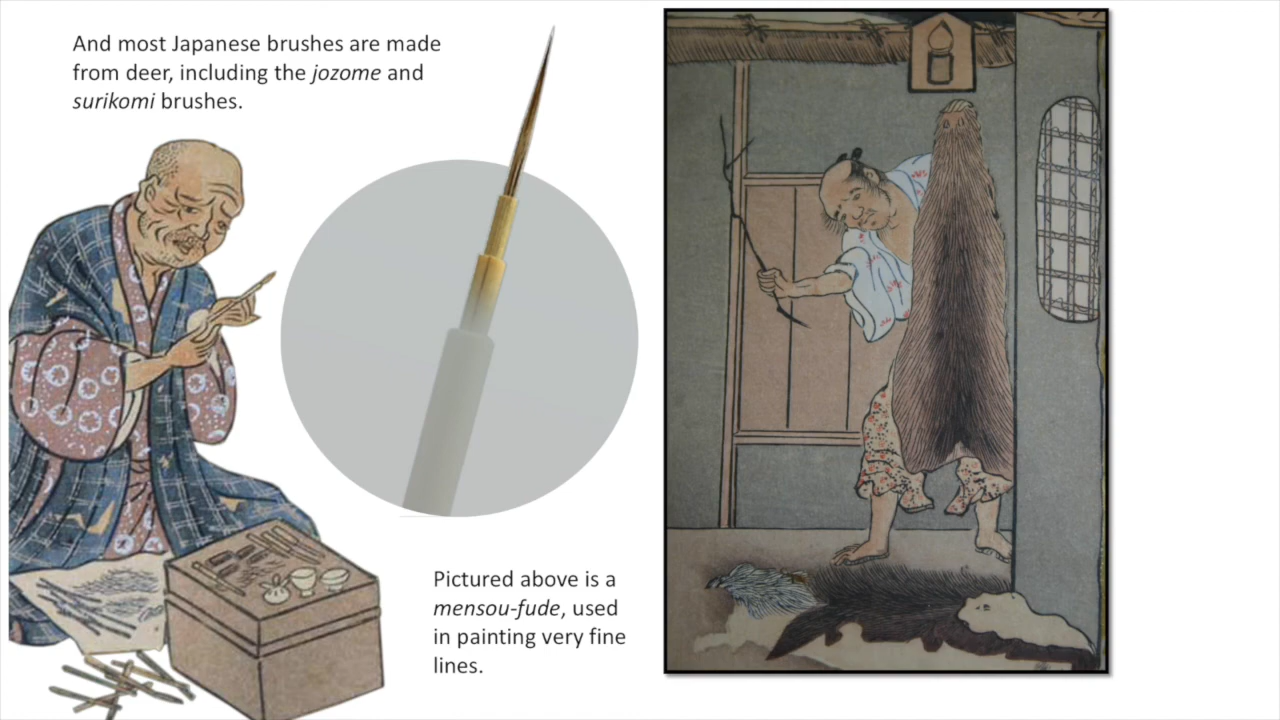 And most Japanese brushes are made
from deer, including the jozome and
surikomi brushes.
Pictured above is a
mensou-fude, used
in painting very fine
lines.